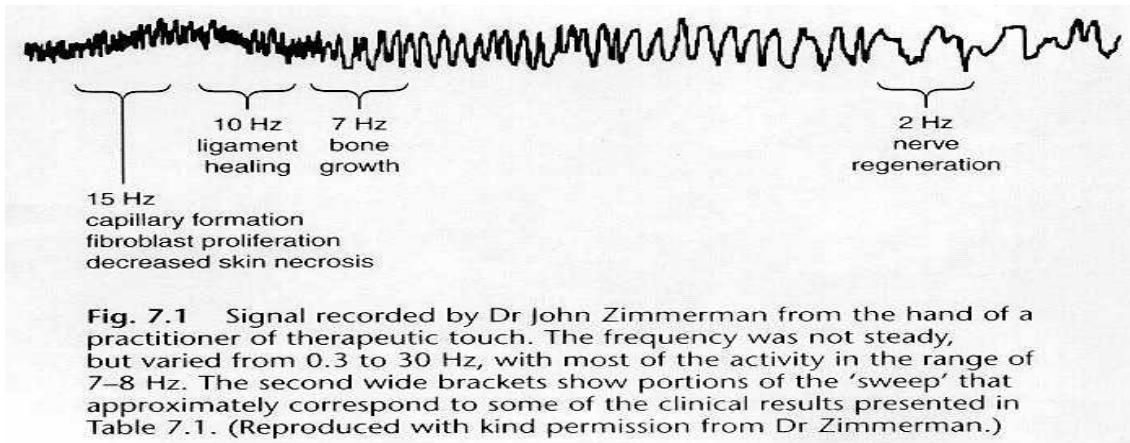 10 Hz
ligament
healing
7 Hz
bone
growth
2 Hz
nerve
regeneration
15 Hz
capillary formation
fibroblast proliferation
decreased skin necrosis
Fig. 7.1 Signal recorded by Dr John Zimmerman from the hand of a
practitioner of therapeutic touch. The frequency was not steady,
but varied from 0.3 to 30 Hz, with most of the activity in the range of
7–8 Hz. The second wide brackets show portions of the ‘sweep’ that
approximately correspond to some of the clinical results presented in
Table 7.1. (Reproduced with kind permission from Dr Zimmerman.)